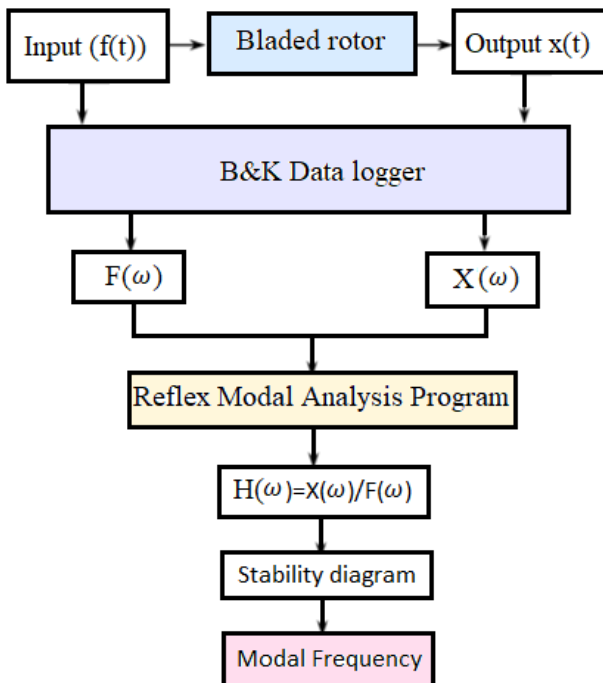 Input (f(t))
Bladed rotor
Output x(t)
B&K Data logger
F(ω)
X(ω)
Reflex Modal Analysis Program
H(ω)=X(ω)/F(ω)
Stability diagram
Modal Frequency